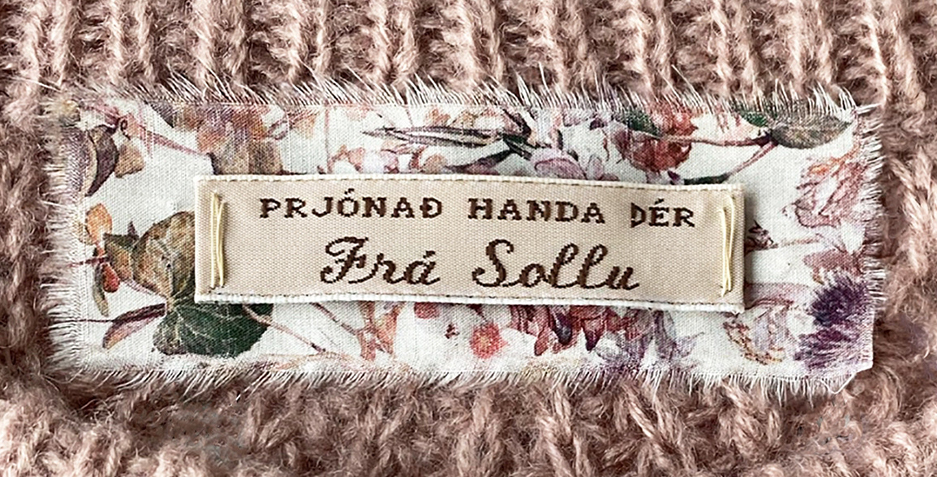 PRJÓNAÐ HANDA ÞÉR
Frá Sollu